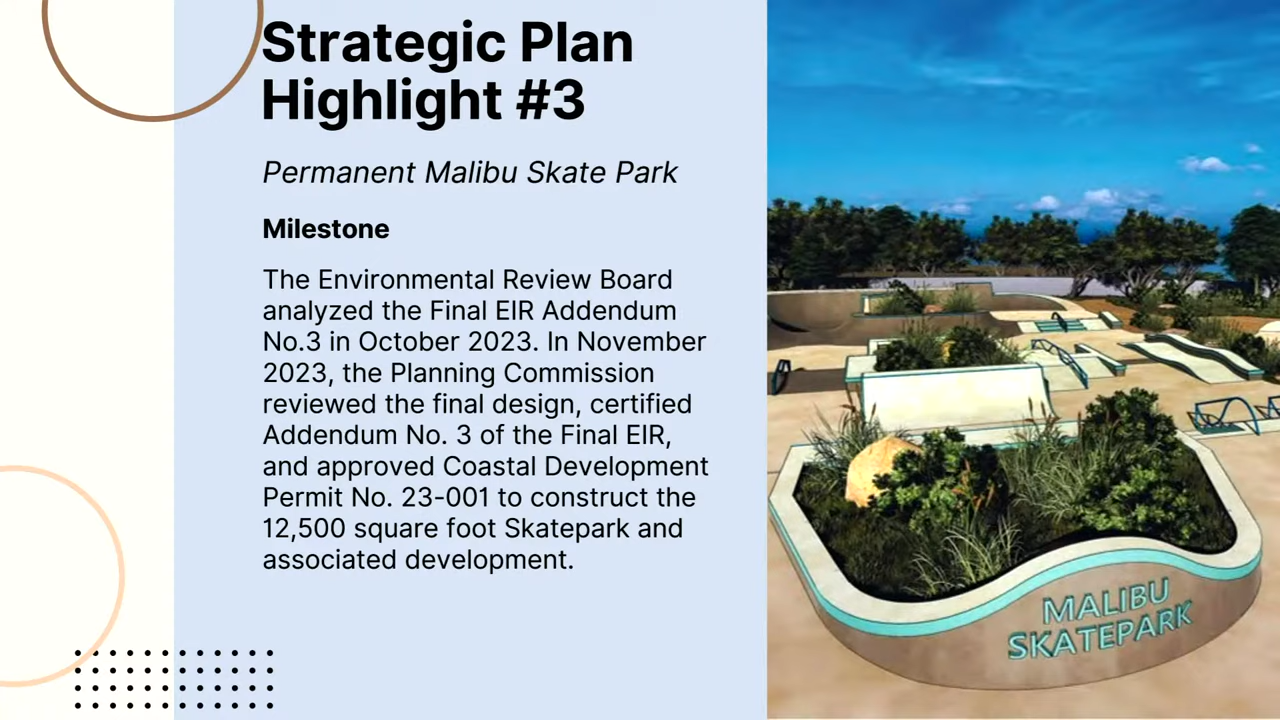 Strategic Plan
Highlight #3
Permanent Malibu Skate Park
Milestone
The Environmental Review Board
analyzed the Final EIR Addendum
No.3 in October 2023. In November
2023, the Planning Commission
reviewed the final design, certified
Addendum No. 3 of the Final EIR,
and approved Coastal Development
Permit No. 23-001 to construct the
12,500 square foot Skatepark and
associated development.
MALIBU
SKATEPARK